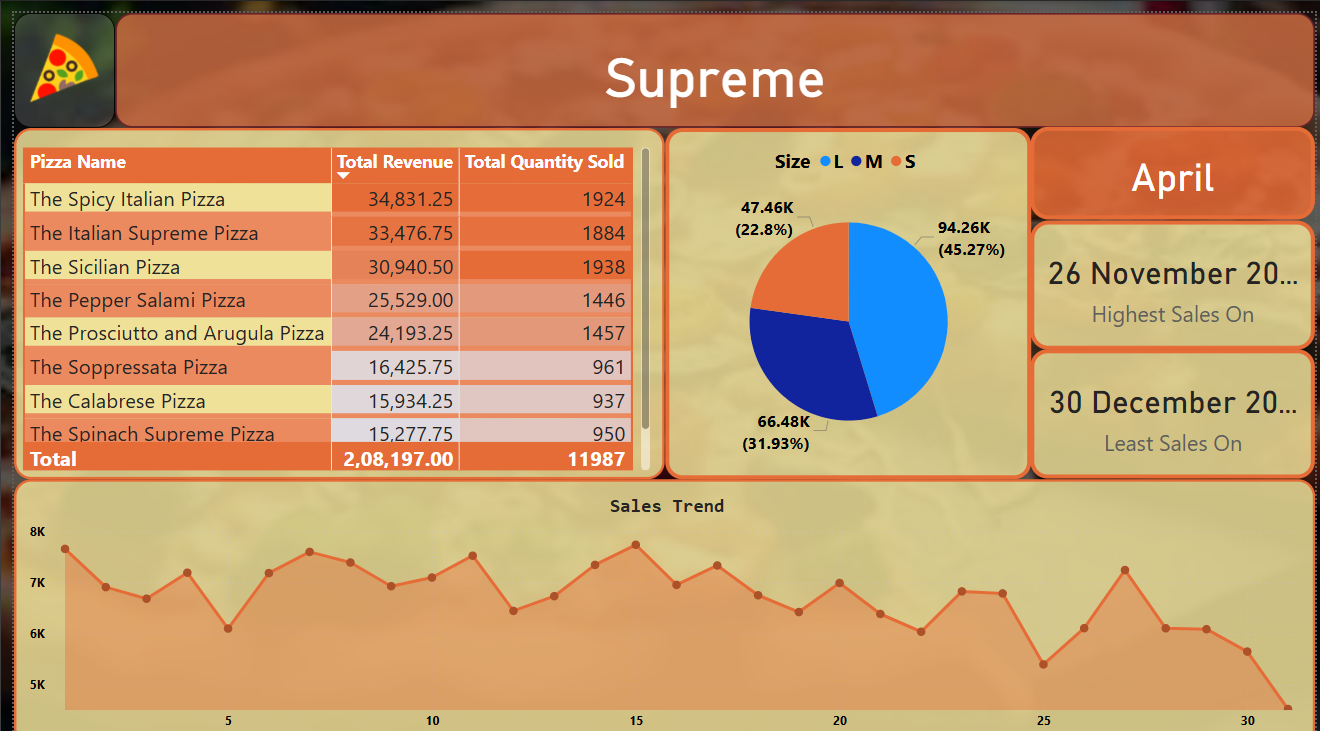 Supreme
Pizza Name Total Revenue Total Quantity Sold
The Spicy Italian Pizza 34,831.25 1924
The Italian Supreme Pizza 33,476.75 1884
The Sicilian Pizza 30,940.50 1938
The Pepper Salami Pizza 25,529.00 1446
The Prosciutto and Arugula Pizza 24,193.25 1457
The Soppressata Pizza 16,425.75 961
The Calabrese Pizza 15,934.25 937
The Spinach Supreme Pizza 15,277.75 950
Total 2,08,197.00 11987
Size L M S
47.46K
(22.8%)
94.26K
(45.27%)
66.48K
(31.93%)
April
26 November 20...
Highest Sales On
30 December 20...
Least Sales On
Sales Trend
8K
7K
6K
5K
5 10 15 20 25 30